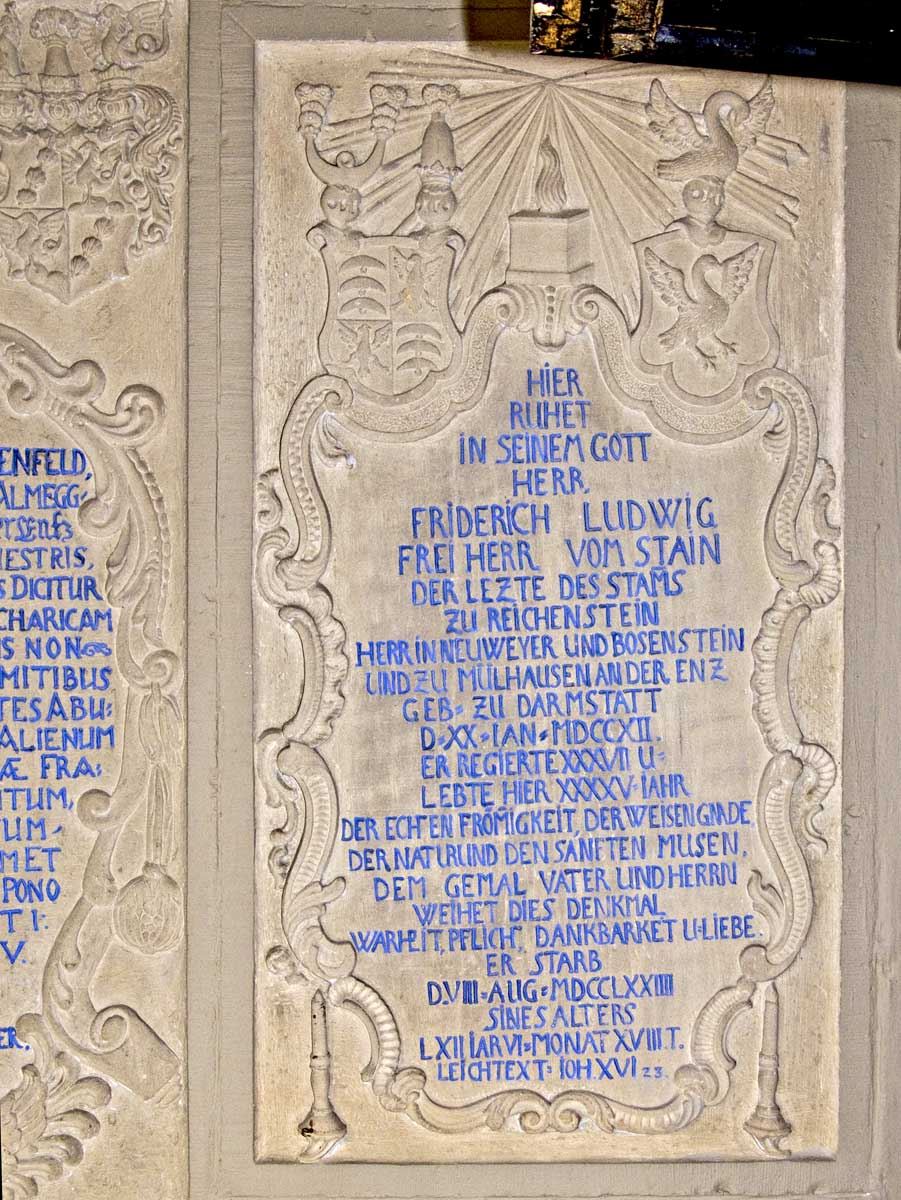 ENFELD,
ALMEGG-
ESTRIS
S DICITUR
CHARICAM
S NON-
MITIBUS
TES ABU-
ALIENUM
Æ FRA-
ITUM,
UM-
MET
PONO
T I-
V.
ER,
HIER
RUHET
IN SEINEM GOTT
HERR,
FRIDERICH LUDWIG
FREI HERR VOM STAIN
DER LEZTE DES STAMS
ZU REICHENSTEIN
HERR IN NEUWEYER UND BOSENSTEIN
UND ZU MÜLHAUSEN AN DER ENZ
GEB= ZU DARMSTATT
D=XX=IAN=MDCCXII.
ER REGIERTE XXXVII U=
LEBTE HIER XXXXV=IAHR
DER ECHTEN FRÖMIGKEIT, DER WEISEN GNADE,
DER NATUR UND DEN SANFTEN MUSEN.
DEM GEMAL, VATER UND HERRN
WEIHET DIES DENKMAL,
WARHEIT, PFLICHT, DANKBARKET U=LIEBE.
ER STARB
D.VIII=AUG=MDCCLXXIIII
SINES ALTERS
LXII IAR VI=MONAT XVIII T.
LEICHTEXT= IOH XVI 23.